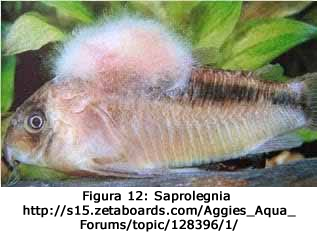 Figura 12: Saprolegnia
http://s15.zetaboards.com/Aggies_Aqua_
Forums/topic/128396/1/